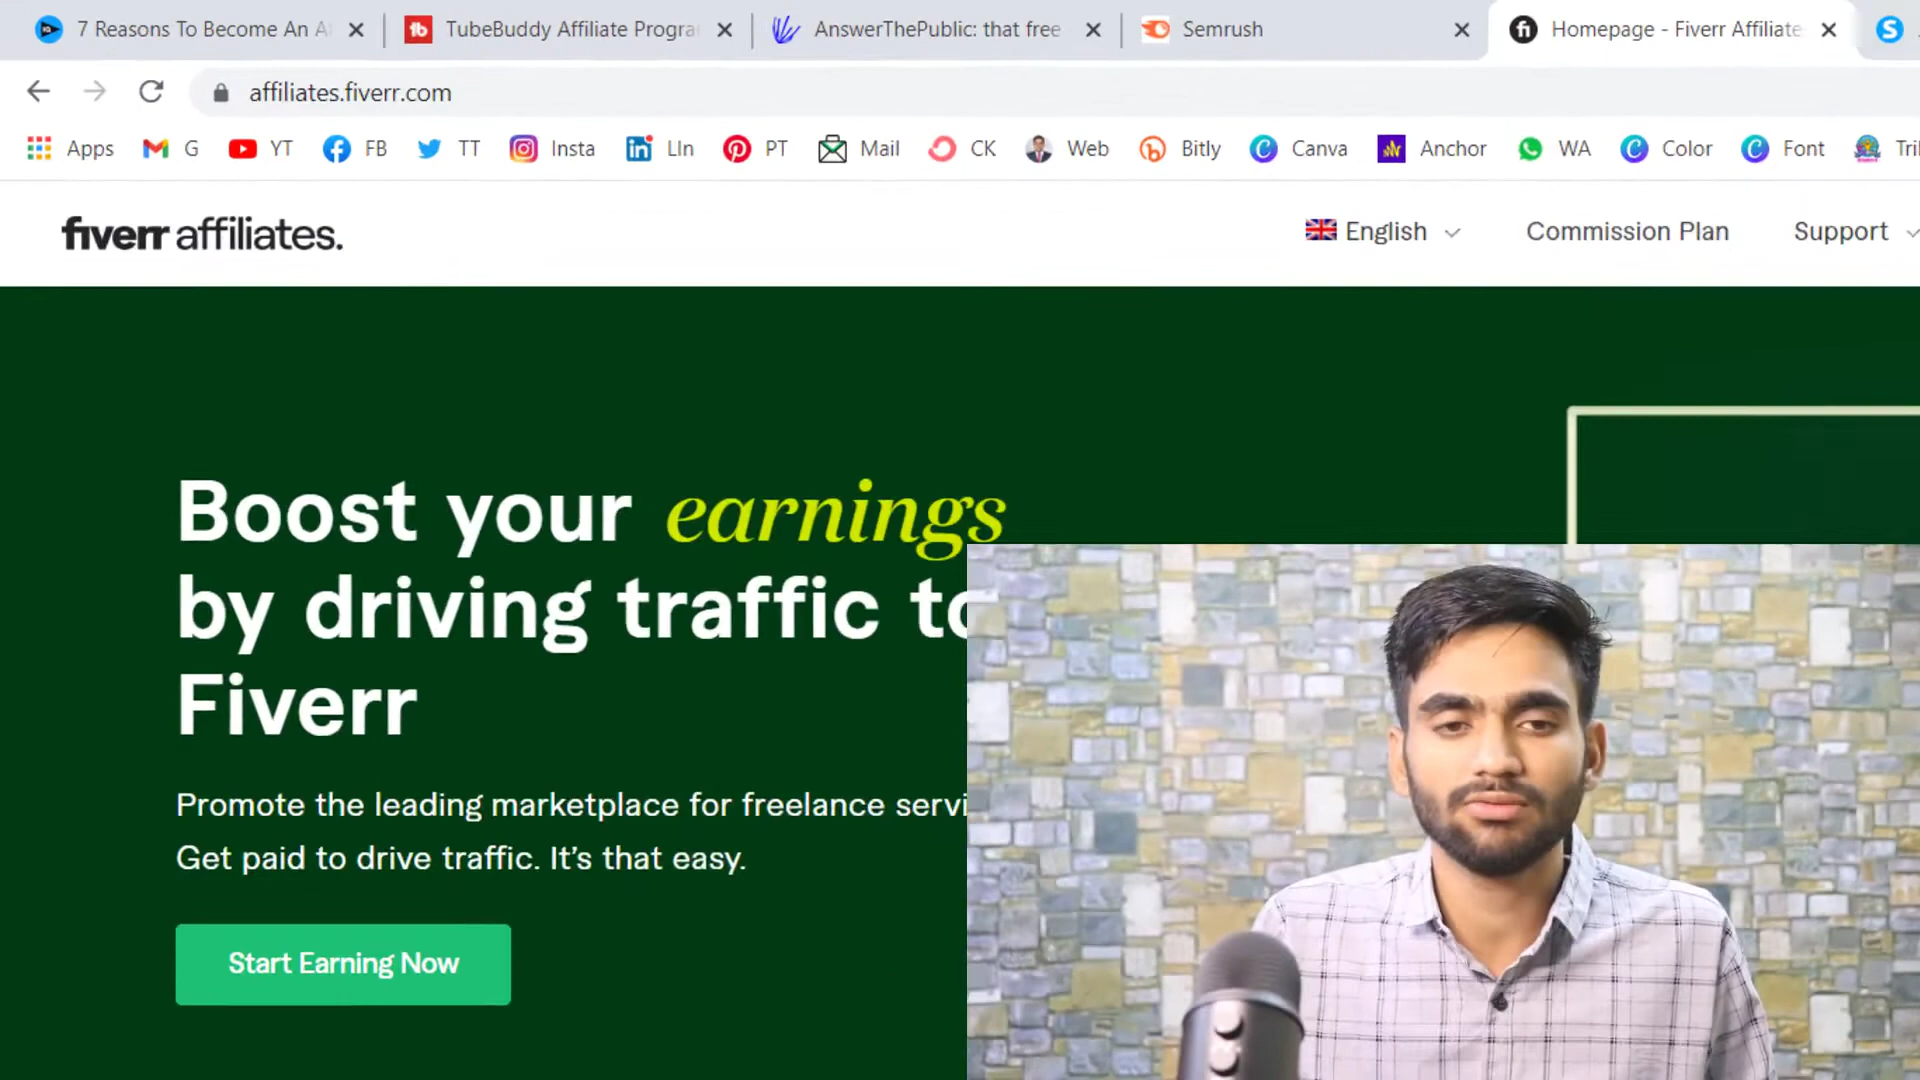 7 Reasons To Become An A
TubeBuddy Affiliate Progra
AnswerThePublic: that free
Semrush
Homepage - Fiverr Affiliate
affiliates.fiverr.com
Apps
G
YT
FB
TT
Insta
LIn
PT
Mail
CK
Web
Bitly
Canva
Anchor
WA
Color
Font
Tri
fiverr affiliates.
English
Commission Plan
Support
Boost your earnings
by driving traffic to
Fiverr
Promote the leading marketplace for freelance servi
Get paid to drive traffic. It's that easy.
Start Earning Now